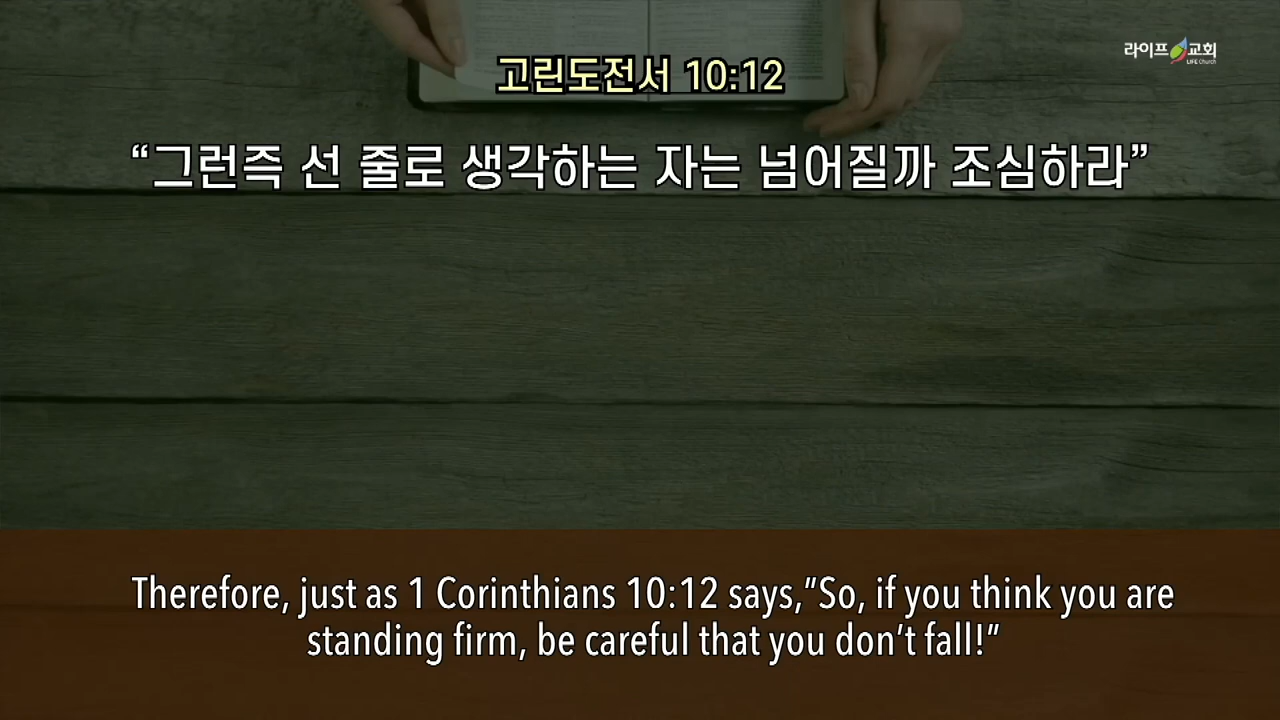 라이프 교회
LIFE Church
고린도전서 10:12
“그런즉 선 줄로 생각하는 자는 넘어질까 조심하라”
Therefore, just as 1 Corinthians 10:12 says,”So, if you think you are
standing firm, be careful that you don’t fall!”